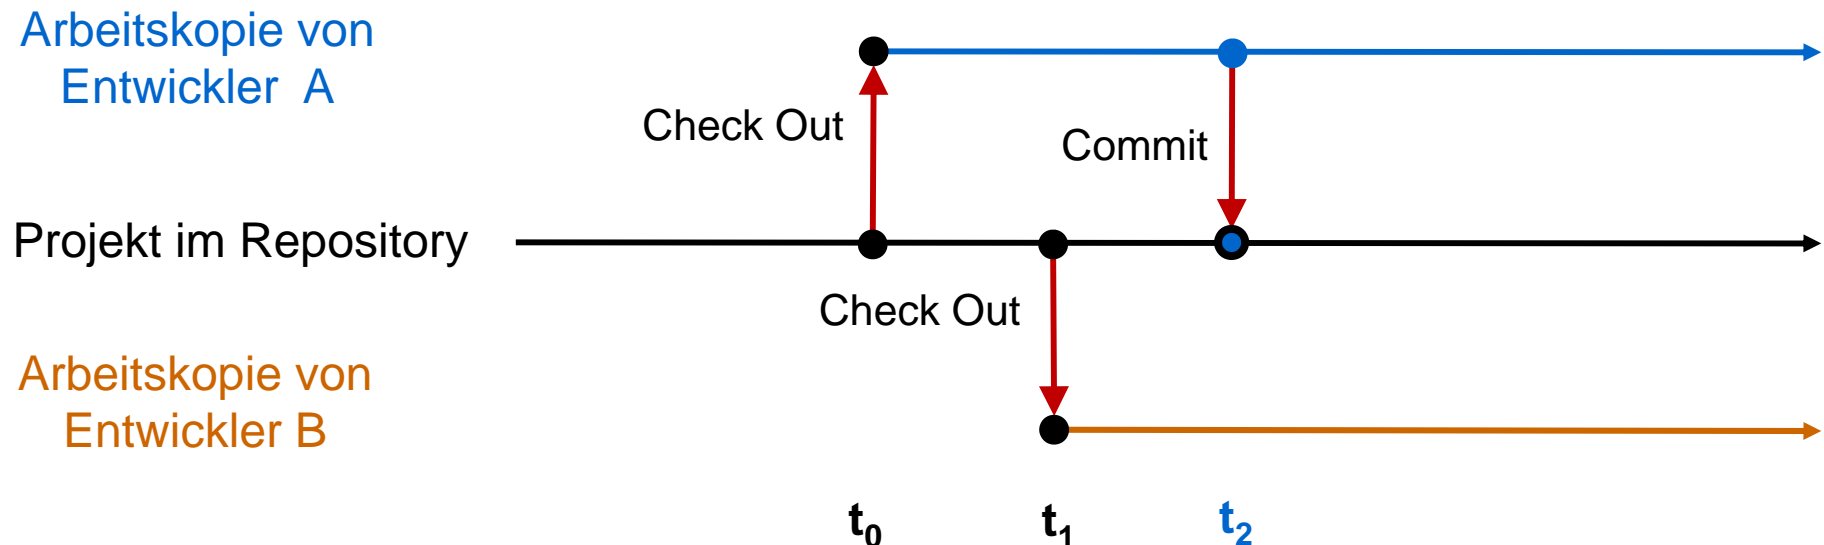 Arbeitskopie von
Entwickler A
Check Out
Commit
Projekt im Repository
Check Out
Arbeitskopie von
Entwickler B
t0 t1 t2